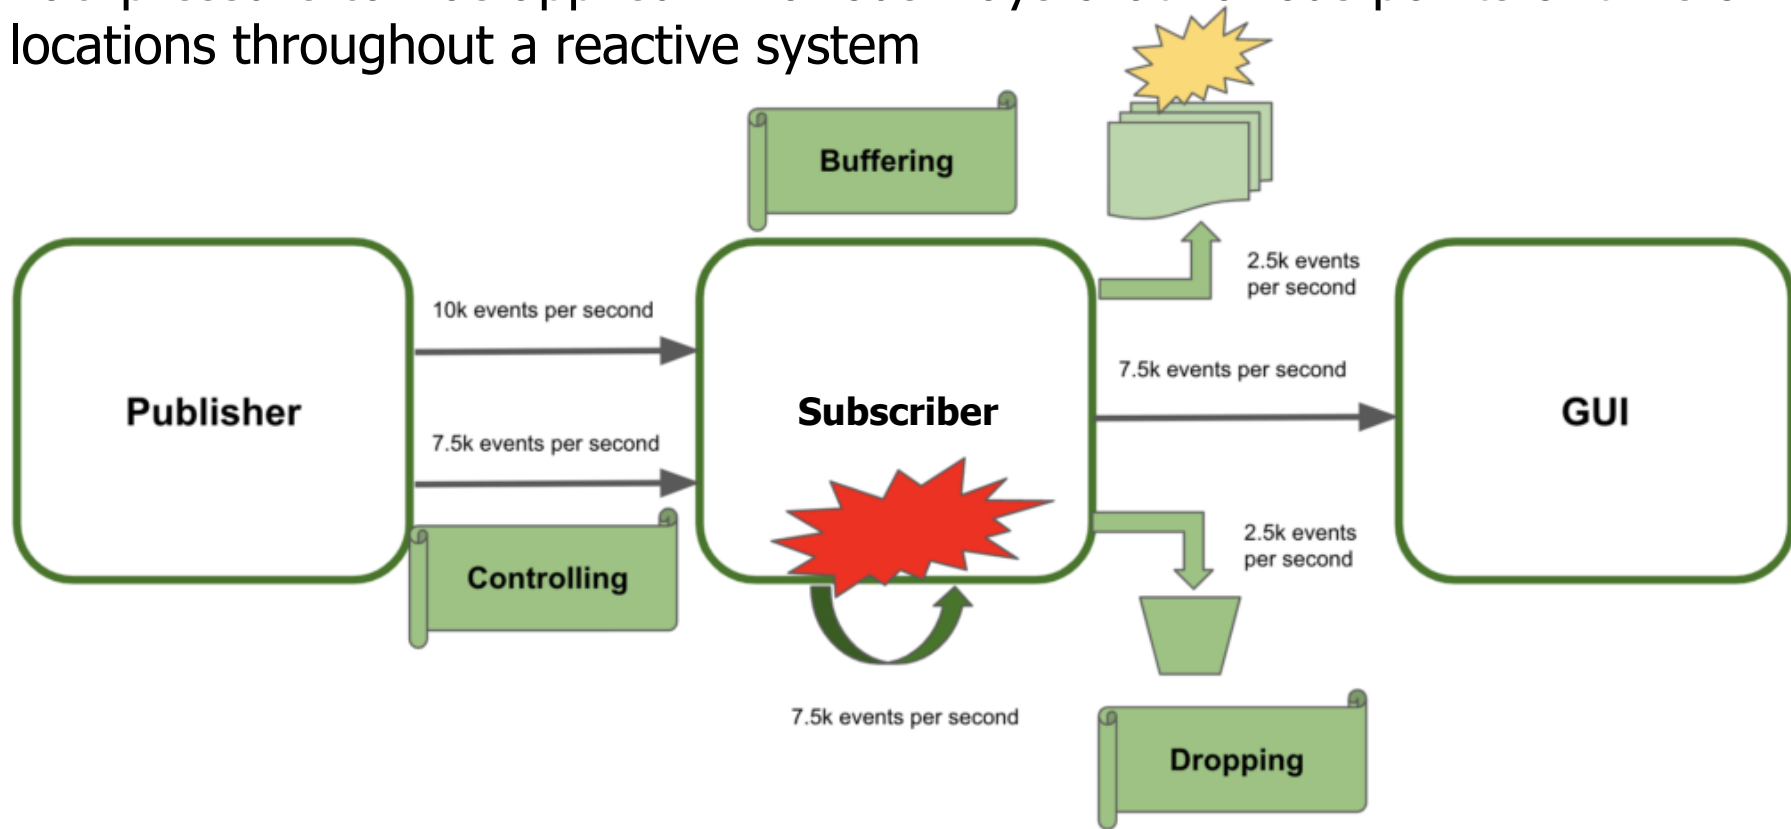 locations throughout a reactive system
Buffering
2.5k events
per second
10k events per second
7.5k events per second
Publisher
Subscriber
GUI
7.5k events per second
2.5k events
per second
Controlling
7.5k events per second
Dropping